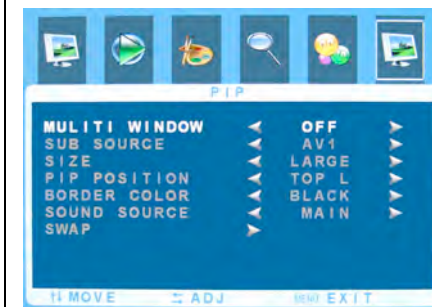 PIP
MULITI WINDOW OFF
SUB SOURCE AV1
SIZE LARGE
PIP POSITION TOP L
BORDER COLOR BLACK
SOUND SOURCE MAIN
SWAP
MOVE ADJ MENU EXIT